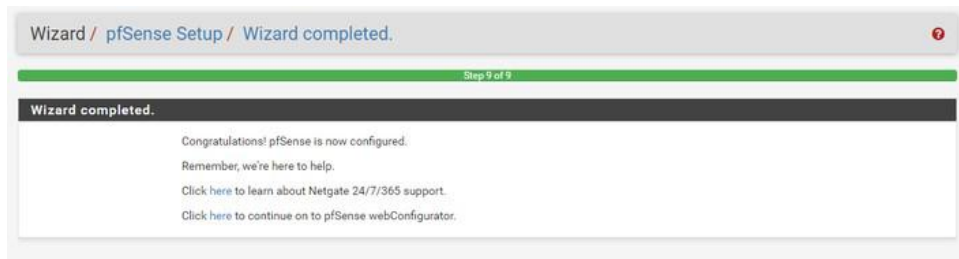 Wizard / pfSense Setup / Wizard completed.
Step 9 of 9
Wizard completed.
Congratulations! pfSense is now configured.
Remember, we're here to help.
Click here to learn about Netgate 24/7/365 support.
Click here to continue on to pfSense webConfigurator.